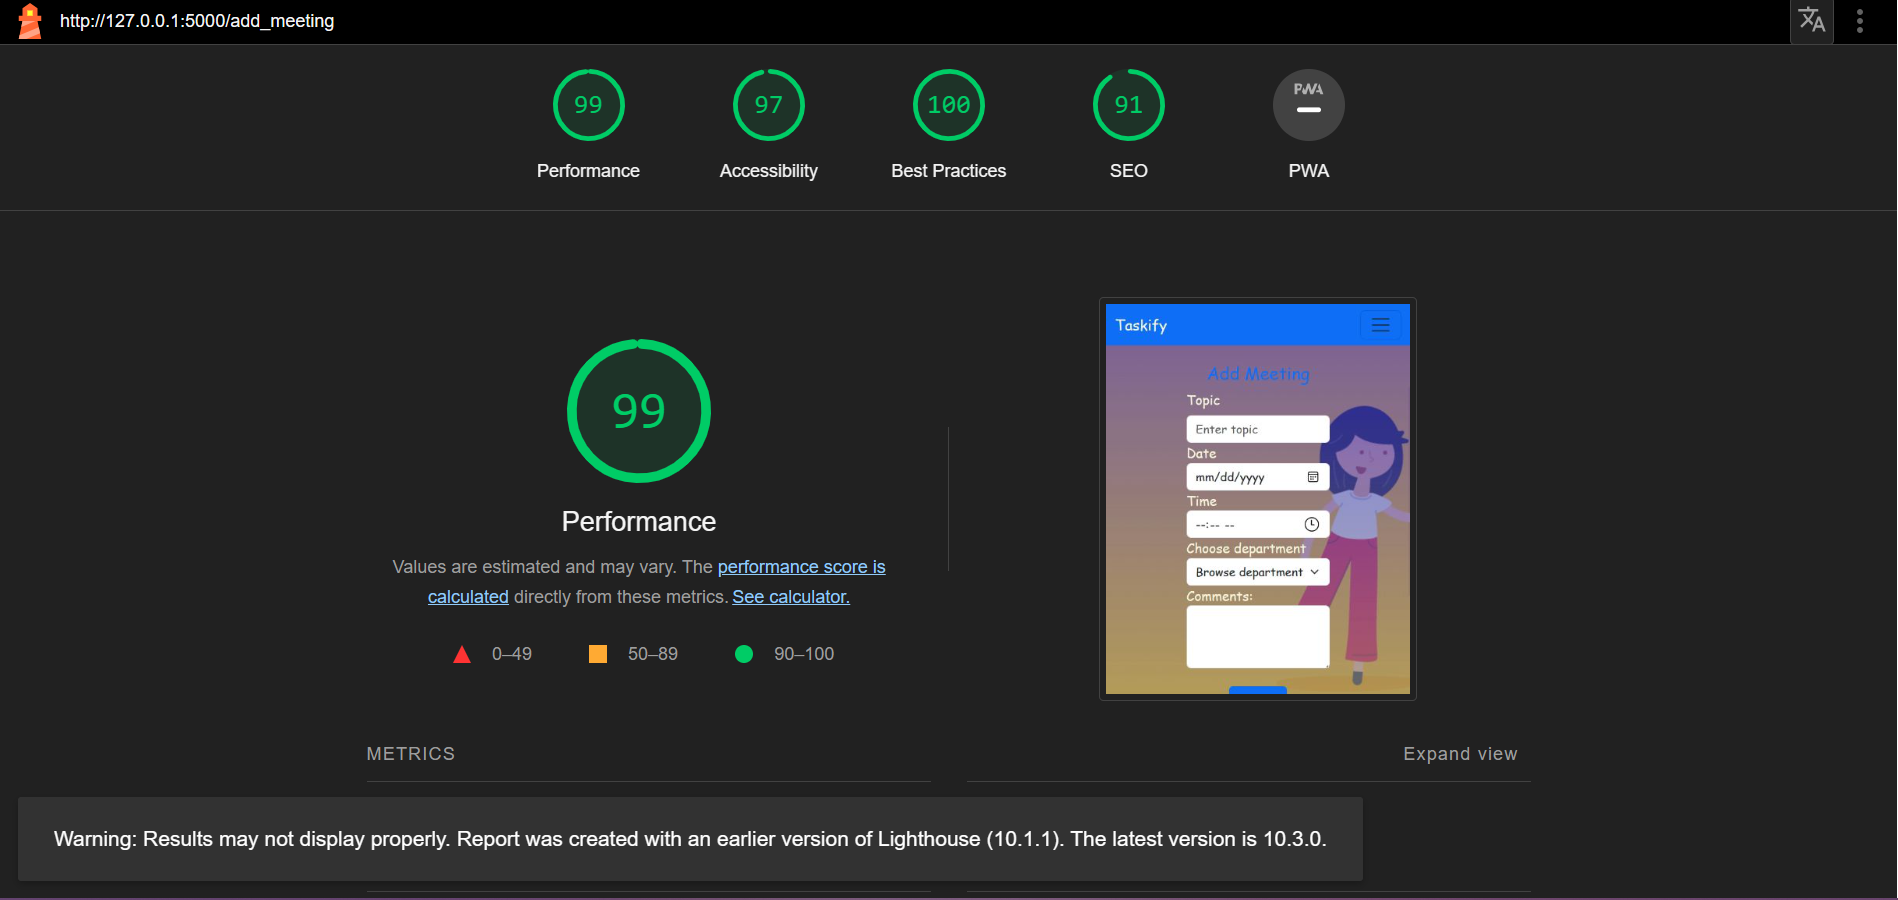 http://127.0.0.1:5000/add_meeting
99
97
100
91
PWA
Performance
Accessibility
Best Practices
SEO
PWA
99
Performance
Values are estimated and may vary. The performance score is
calculated directly from these metrics. See calculator.
0–49
50–89
90–100
Taskify
Add Meeting
Topic
Enter topic
Date
mm/dd/yyyy
Time
--:-- --
Choose department
Browse department
Comments:
METRICS
Expand view
Warning: Results may not display properly. Report was created with an earlier version of Lighthouse (10.1.1). The latest version is 10.3.0.